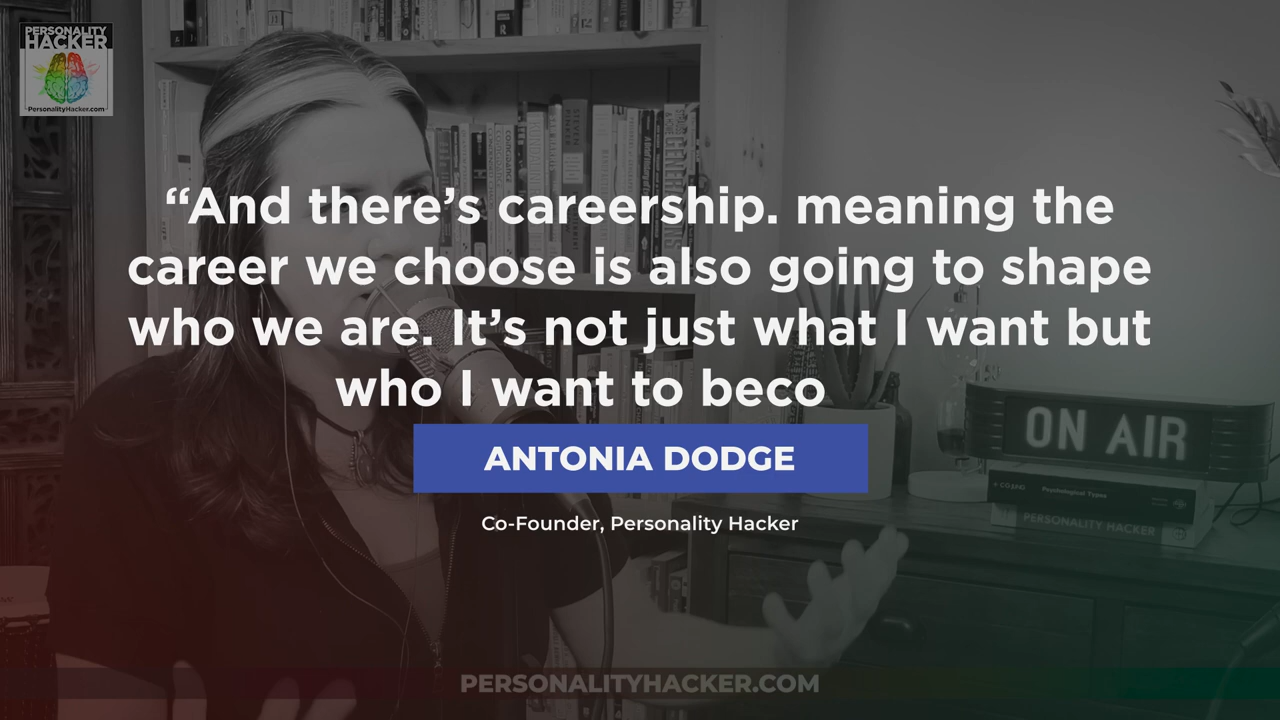 PERSONALITY
HACKER
PersonalityHacker.com
“And there’s careership. meaning the
career we choose is also going to shape
who we are. It’s not just what I want but
who I want to beco
ANTONIA DODGE
Co-Founder, Personality Hacker
ON AIR
C.G. JUNG Psychological Types
PERSONALITY HACKER
PERSONALITYHACKER.COM